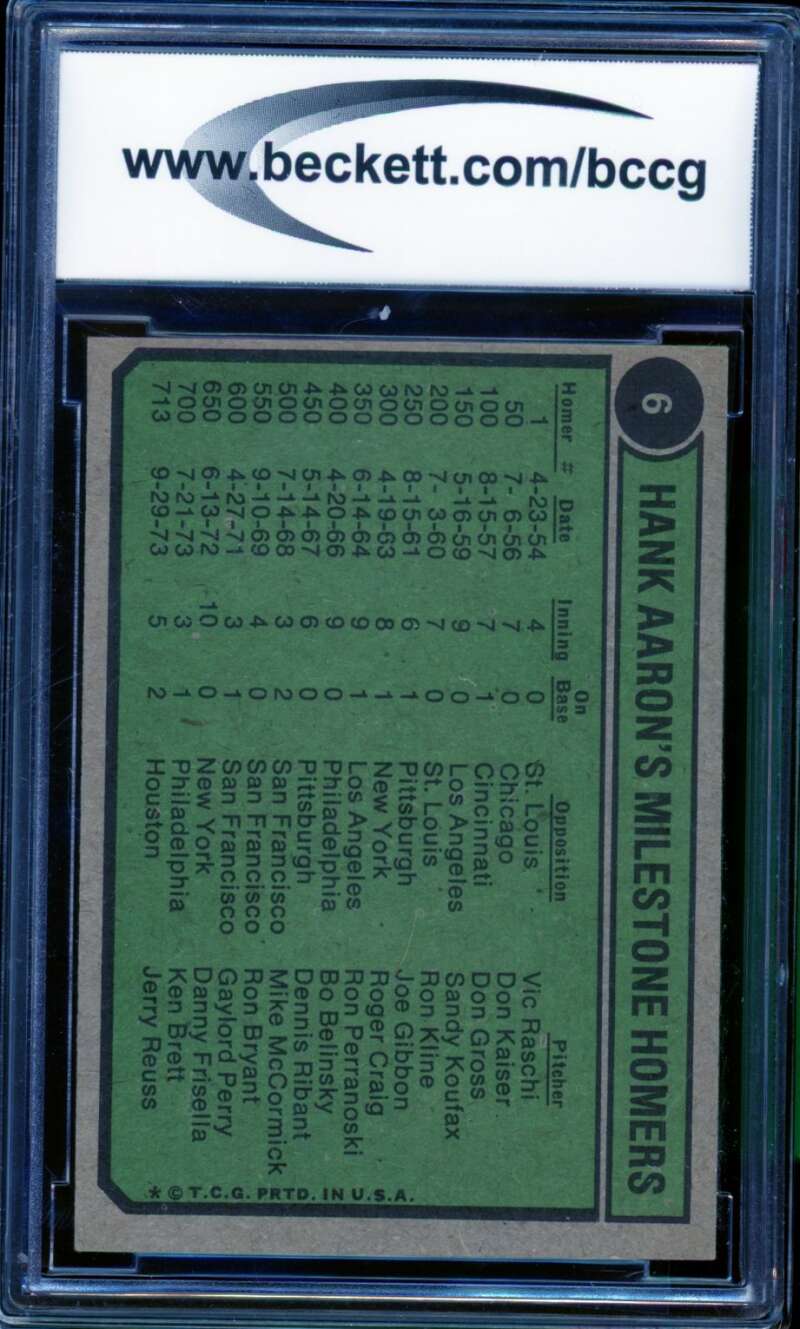 www.beckett.com/bccg
6 HANK AARON'S MILESTONE HOMERS
Homer # Date Inning On Base Opposition Pitcher
1 4-23-54 4 0 St. Louis Vic Raschi
50 7- 6-56 7 0 Chicago Don Kaiser
100 8-15-57 7 1 Cincinnati Don Gross
150 5-16-59 9 0 Los Angeles Sandy Koufax
200 7- 3-60 7 0 St. Louis Ron Kline
250 8-15-61 6 1 Pittsburgh Joe Gibbon
300 4-19-63 8 1 New York Roger Craig
350 6-14-64 9 1 Los Angeles Ron Perranoski
400 4-20-66 9 0 Philadelphia Bo Belinsky
450 5-14-67 6 0 Pittsburgh Dennis Ribant
500 7-14-68 3 2 San Francisco Mike McCormick
550 9-10-69 4 0 San Francisco Ron Bryant
600 4-27-71 3 1 San Francisco Gaylord Perry
650 6-13-72 10 0 New York Danny Frisella
700 7-21-73 3 1 Philadelphia Ken Brett
713 9-29-73 5 2 Houston Jerry Reuss
* © T.C.G. PRTD. IN U.S.A.